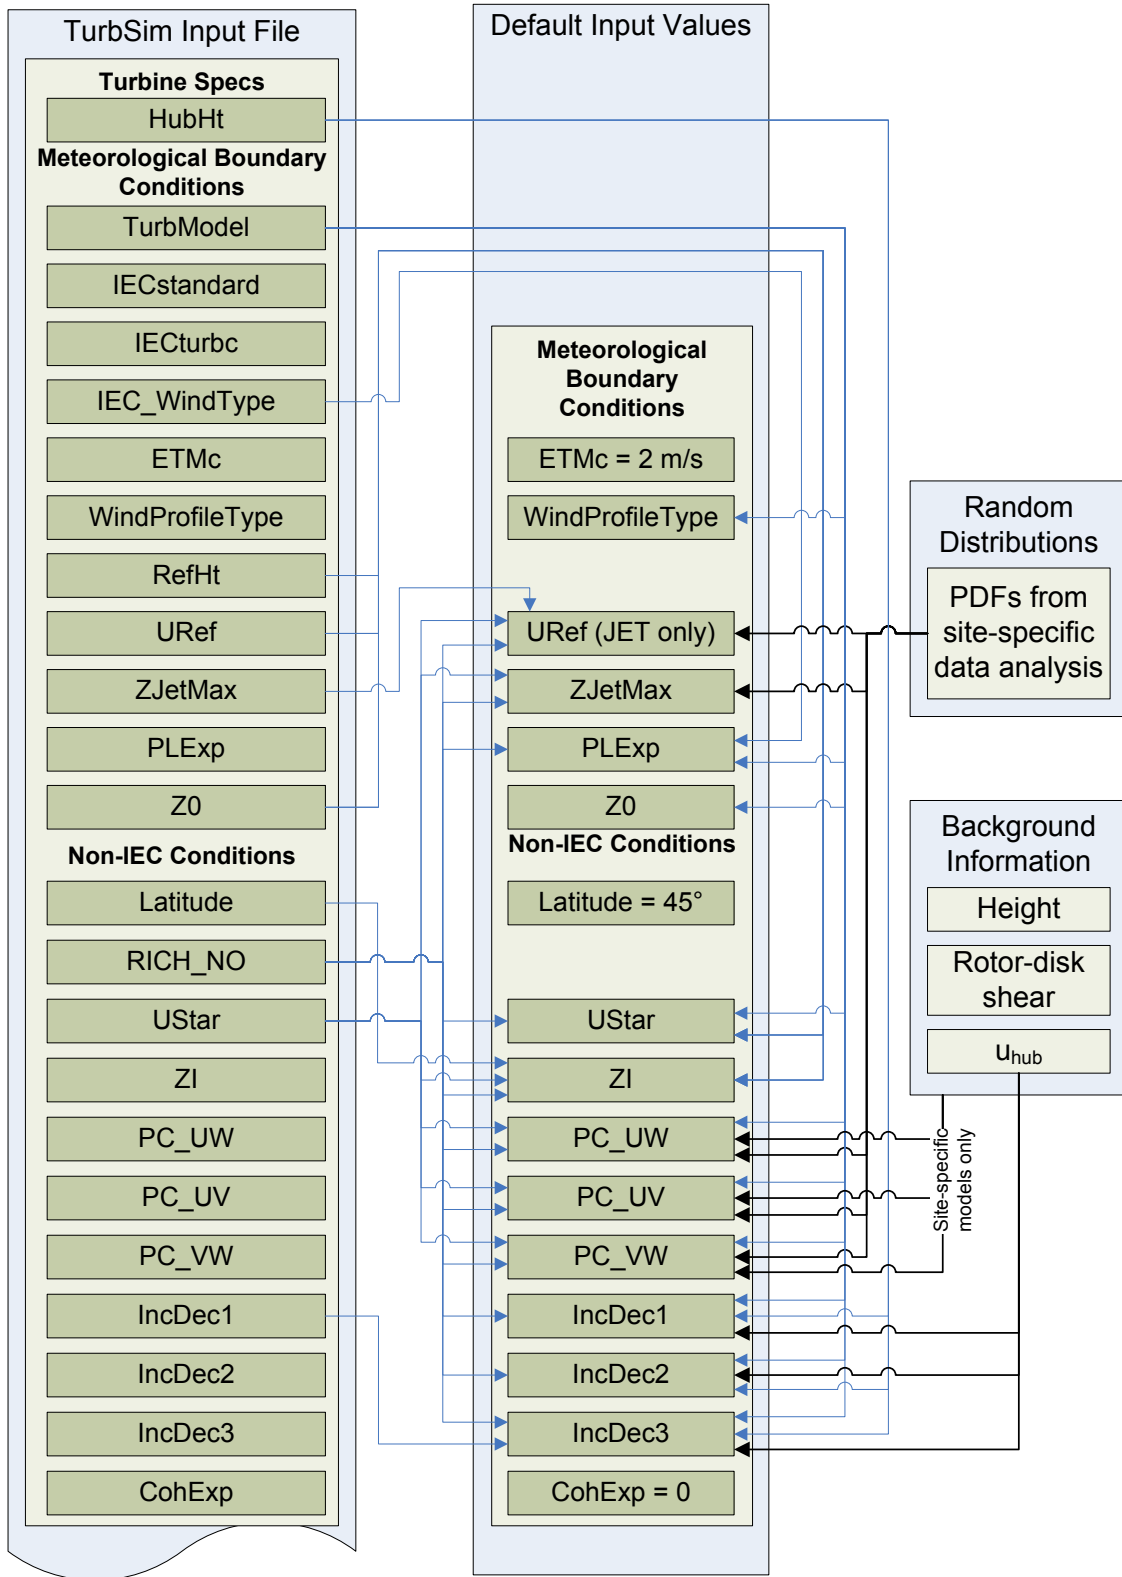 TurbSim Input File
Turbine Specs
HubHt
Meteorological Boundary
Conditions
TurbModel
IECstandard
IECturbc
IEC_WindType
ETMc
WindProfileType
RefHt
URef
ZJetMax
PLExp
Z0
Non-IEC Conditions
Latitude
RICH_NO
UStar
ZI
PC_UW
PC_UV
PC_VW
IncDec1
IncDec2
IncDec3
CohExp
Default Input Values
Meteorological
Boundary
Conditions
ETMc = 2 m/s
WindProfileType
URef (JET only)
ZJetMax
PLExp
Z0
Non-IEC Conditions
Latitude = 45°
UStar
ZI
PC_UW
PC_UV
PC_VW
IncDec1
IncDec2
IncDec3
CohExp = 0
Random
Distributions
PDFs from
site-specific
data analysis
Background
Information
Height
Rotor-disk
shear
uhub
Site-specific
models only